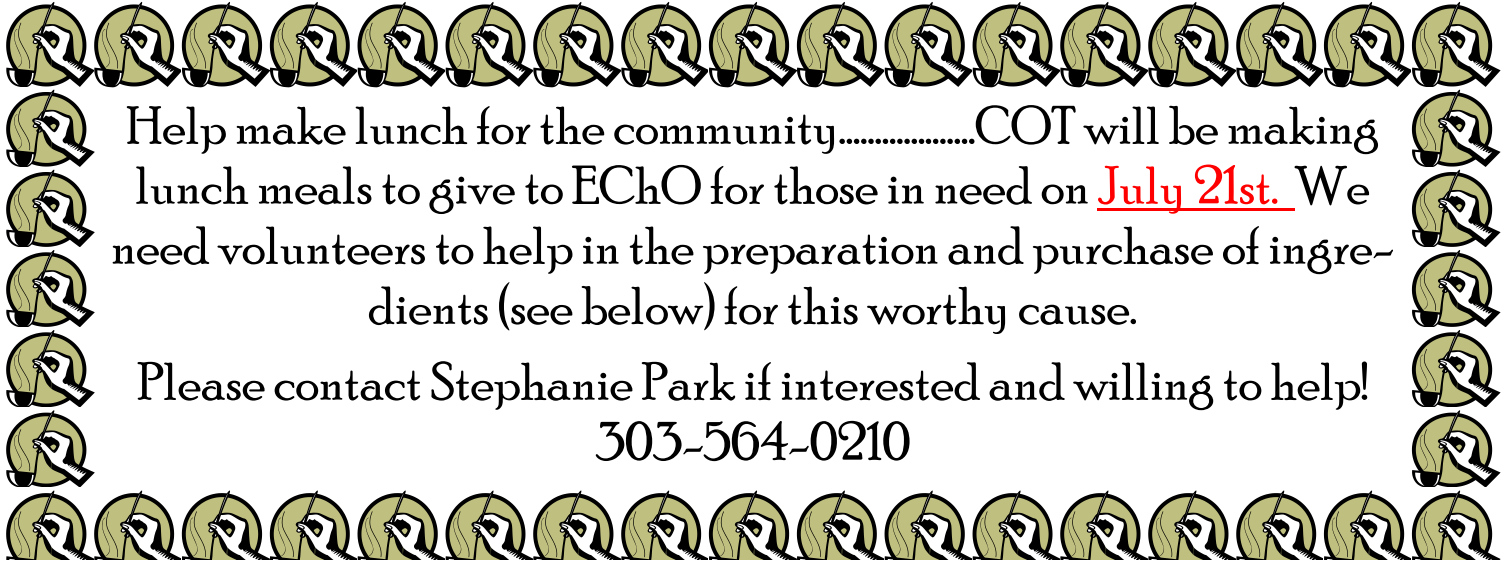 Help make lunch for the community...................COT will be making
lunch meals to give to EChO for those in need on July 21st. We
need volunteers to help in the preparation and purchase of ingre-
dients (see below) for this worthy cause.
Please contact Stephanie Park if interested and willing to help!
303-564-0210